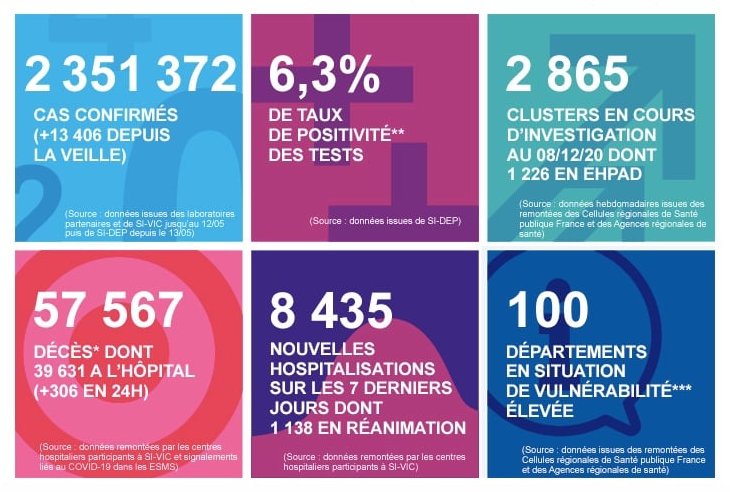 2 351 372
CAS CONFIRMÉS
(+13 406 DEPUIS
LA VEILLE)
(Source : données issues des laboratoires
partenaires et de SI-VIC jusqu'au 12/05
puis de SI-DEP depuis le 13/05)
6,3%
DE TAUX
DE POSITIVITÉ**
DES TESTS
(Source : données issues de SI-DEP)
2 865
CLUSTERS EN COURS
D'INVESTIGATION
AU 08/12/20 DONT
1 226 EN EHPAD
(Source : données hebdomadaires issues des
remontées des Cellules régionales de Santé
publique France et des Agences régionales de
santé)
57 567
DÉCÈS* DONT
39 631 A L'HÔPITAL
(+306 EN 24H)
(Source : données remontées par les centres
hospitaliers participants à SI-VIC et signalements
liés au COVID-19 dans les ESMS)
8 435
NOUVELLES
HOSPITALISATIONS
SUR LES 7 DERNIERS
JOURS DONT
1 138 EN RÉANIMATION
(Source : données remontées par les centres
hospitaliers participants à SI-VIC)
100
DÉPARTEMENTS
EN SITUATION
DE VULNÉRABILITÉ***
ÉLEVÉE
(Source : données issues des remontées des
Cellules régionales de Santé publique France
et des Agences régionales de santé)